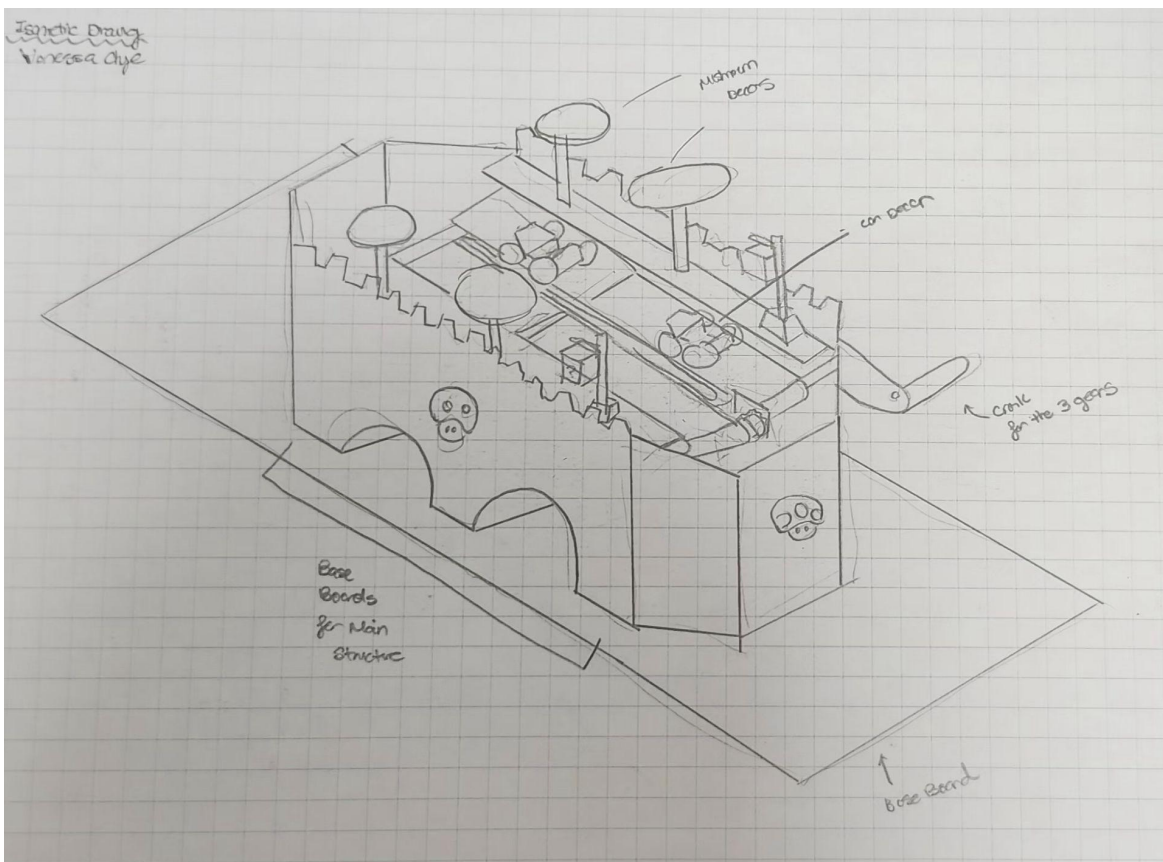 Isometric Drawing
Vanessa
Mushroom
Decors
car Decor
crank
for the 3 gears
Base
Boards
for Main
Structure
Base Board